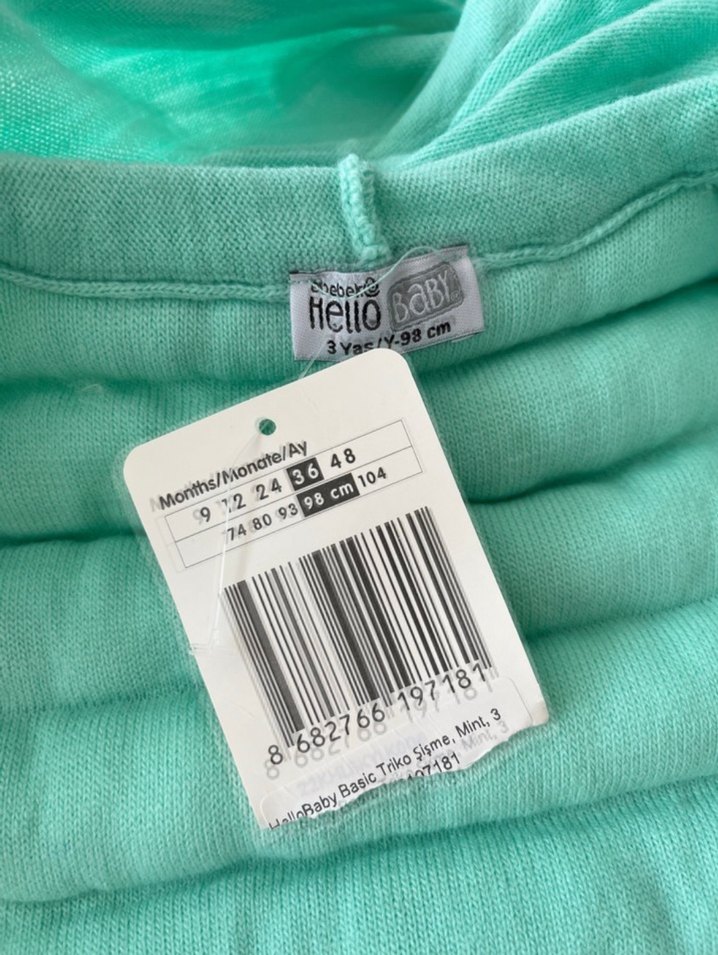 ebebek
Hello BaBY
3 Yaş/Y-98 cm
Months/Monate/Ay
9 12 24 36 48
74 80 93 98 cm 104
8 682766 197181
HelloBaby Basic Triko Şişme, Mint, 3
197181